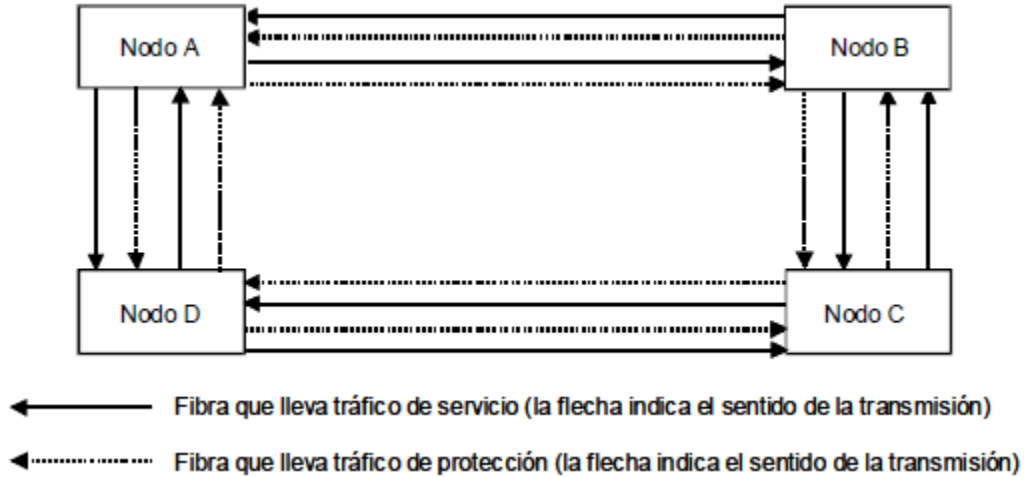 Nodo A
Nodo B
Nodo D
Nodo C
Fibra que lleva tráfico de servicio (la flecha indica el sentido de la transmisión)
Fibra que lleva tráfico de protección (la flecha indica el sentido de la transmisión)